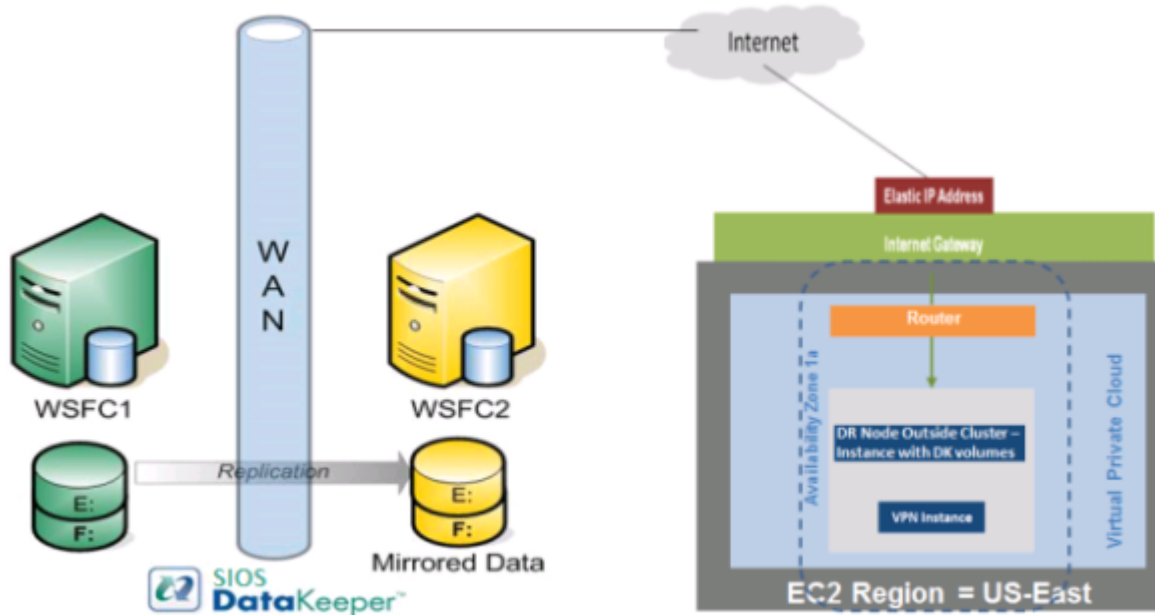 Internet
Elastic IP Address
Internet Gateway
W
A
N
Router
WSFC1
WSFC2
Availability Zone 1a
Virtual Private Cloud
DR Node Outside Cluster –
Instance with DK volumes
Replication
E:
F:
E:
F:
VPN Instance
Mirrored Data
SIOS
DataKeeper™
EC2 Region = US-East